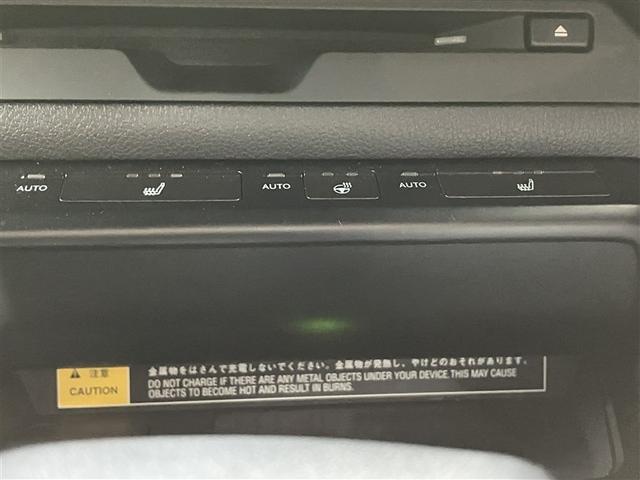 AUTO
AUTO
AUTO
注意
CAUTION
金属物をはさんで充電しないでください。金属物が発熱し、やけどのおそれがあります。
DO NOT CHARGE IF THERE ARE ANY METAL OBJECTS UNDER YOUR DEVICE. THIS MAY CAUSE
OBJECTS TO BECOME HOT AND RESULT IN BURNS.